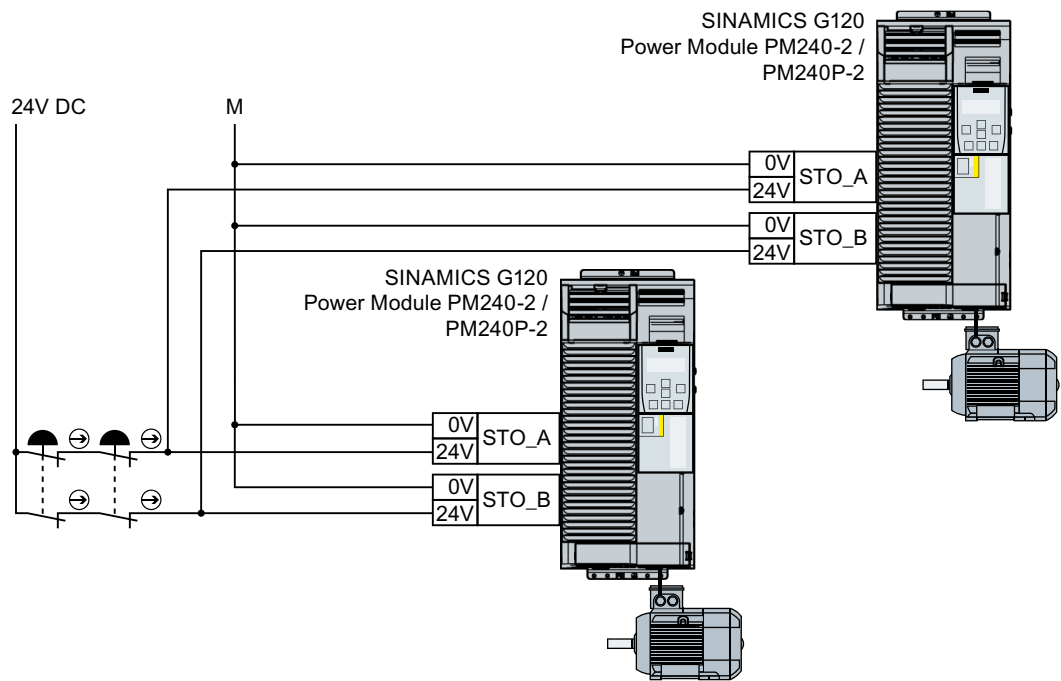 SINAMICS G120
Power Module PM240-2 /
PM240P-2
24V DC
M
0V
STO_A
24V
0V
STO_B
24V
SINAMICS G120
Power Module PM240-2 /
PM240P-2
0V
STO_A
24V
0V
STO_B
24V